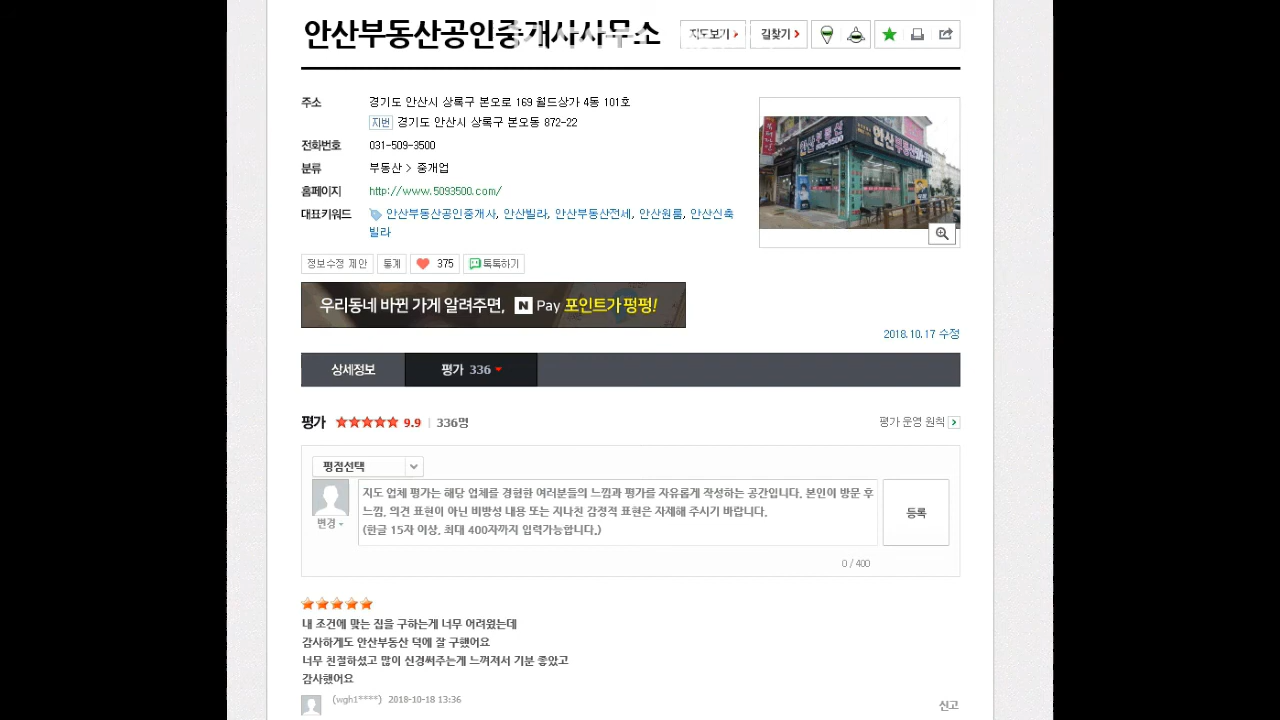 안산부동산공인중개사사무소
지도보기
길찾기
주소 경기도 안산시 상록구 본오로 169 월드상가 4동 101호
지번 경기도 안산시 상록구 본오동 872-22
전화번호 031-509-3500
분류 부동산 > 중개업
홈페이지 http://www.5093500.com/
대표키워드 안산부동산공인중개사, 안산빌라, 안산부동산전세, 안산원룸, 안산신축
빌라
안산부동산
정보수정 제안 통계 375 톡톡하기
우리동네 바뀐 가게 알려주면, N Pay 포인트가 펑펑!
2018.10.17 수정
상세정보 평가 336
평가 9.9 336명
평가 운영 원칙
평점선택
변경
지도 업체 평가는 해당 업체를 경험한 여러분들의 느낌과 평가를 자유롭게 작성하는 공간입니다. 본인이 방문 후
느낌, 의견 표현이 아닌 비방성 내용 또는 지나친 감정적 표현은 자제해 주시기 바랍니다.
(한글 15자 이상, 최대 400자까지 입력가능합니다.)
등록
0 / 400
내 조건에 맞는 집을 구하는게 너무 어려웠는데
감사하게도 안산부동산 덕에 잘 구했어요
너무 친절하셨고 많이 신경써주는게 느껴져서 기분 좋았고
감사했어요
(wgh1****) 2018-10-18 13:36
신고